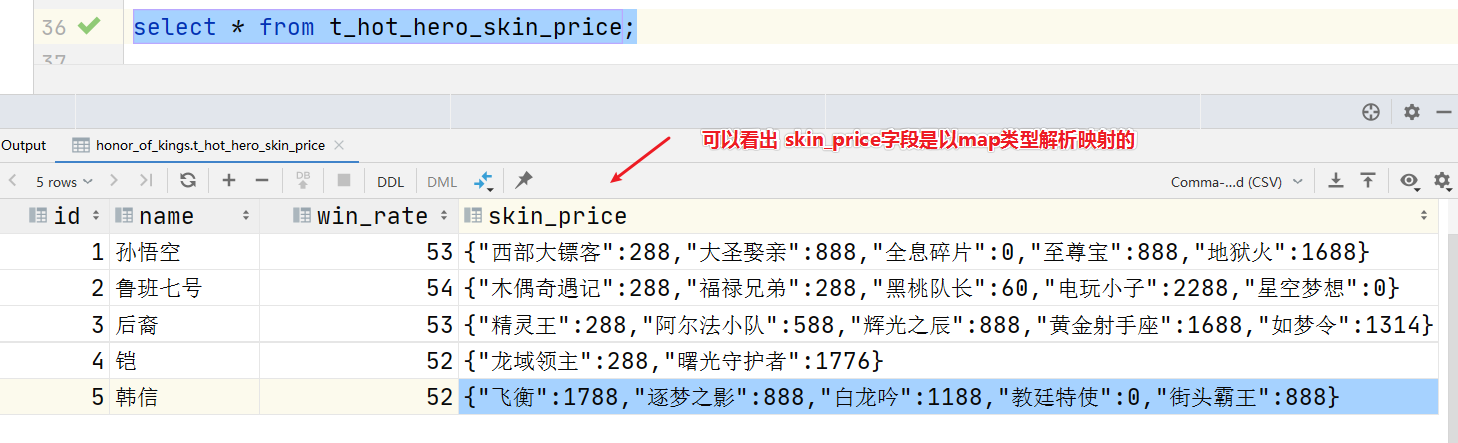 36 select * from t_hot_hero_skin_price;
37
可以看出 skin_price字段是以map类型解析映射的
Output honor_of_kings.t_hot_hero_skin_price
5 rows DB DDL DML Comma-...d (CSV)
id name win_rate skin_price
1 孙悟空 53 {"西部大镖客":288,"大圣娶亲":888,"全息碎片":0,"至尊宝":888,"地狱火":1688}
2 鲁班七号 54 {"木偶奇遇记":288,"福禄兄弟":288,"黑桃队长":60,"电玩小子":2288,"星空梦想":0}
3 后裔 53 {"精灵王":288,"阿尔法小队":588,"辉光之辰":888,"黄金射手座":1688,"如梦令":1314}
4 铠 52 {"龙域领主":288,"曙光守护者":1776}
5 韩信 52 {"飞衡":1788,"逐梦之影":888,"白龙吟":1188,"教廷特使":0,"街头霸王":888}